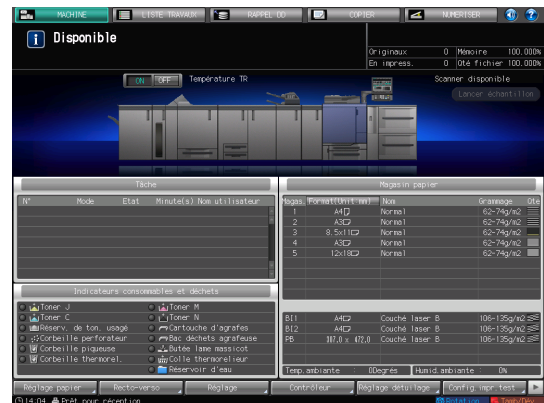 MACHINE LISTE TRAVAUX RAPPEL DD COPIER NUMERISER
Disponible
Originaux 0 Mémoire 100.000%
En impress. 0 Qté fichier 100.000%
ON OFF Température TR Scanner disponible
Lancer échantillon
Tâche
N° Mode Etat Minute(s) Nom utilisateur
Magasin papier
Magas. Format(Unit:mm) Nom Grammage Qte
1 A4 Normal 62-74g/m2
2 A3 Normal 62-74g/m2
3 8.5x11 Normal 62-74g/m2
4 A3 Normal 62-74g/m2
5 12x18 Normal 62-74g/m2
BI1 A4 Couché laser B 106-135g/m2
BI2 A4 Couché laser B 106-135g/m2
PB x 472.0 Couché laser B 106-135g/m2
Temp.ambiante : 0Degrés Humid.ambiante : 0%
Indicateurs consommables et déchets
Toner J Toner M
Toner C Toner N
Réserv. de ton. usagé Cartouche d'agrafes
Corbeille perforateur Bac déchets agrafeuse
Corbeille piqueuse Butée lame massicot
Corbeille thermorel. Colle thermorelieur
Réservoir d'eau
Réglage papier Recto-verso Réglage Contrôleur Réglage détuilage Config.impr.test
14:04 Prêt pour réception Rotation Tamb/Dév